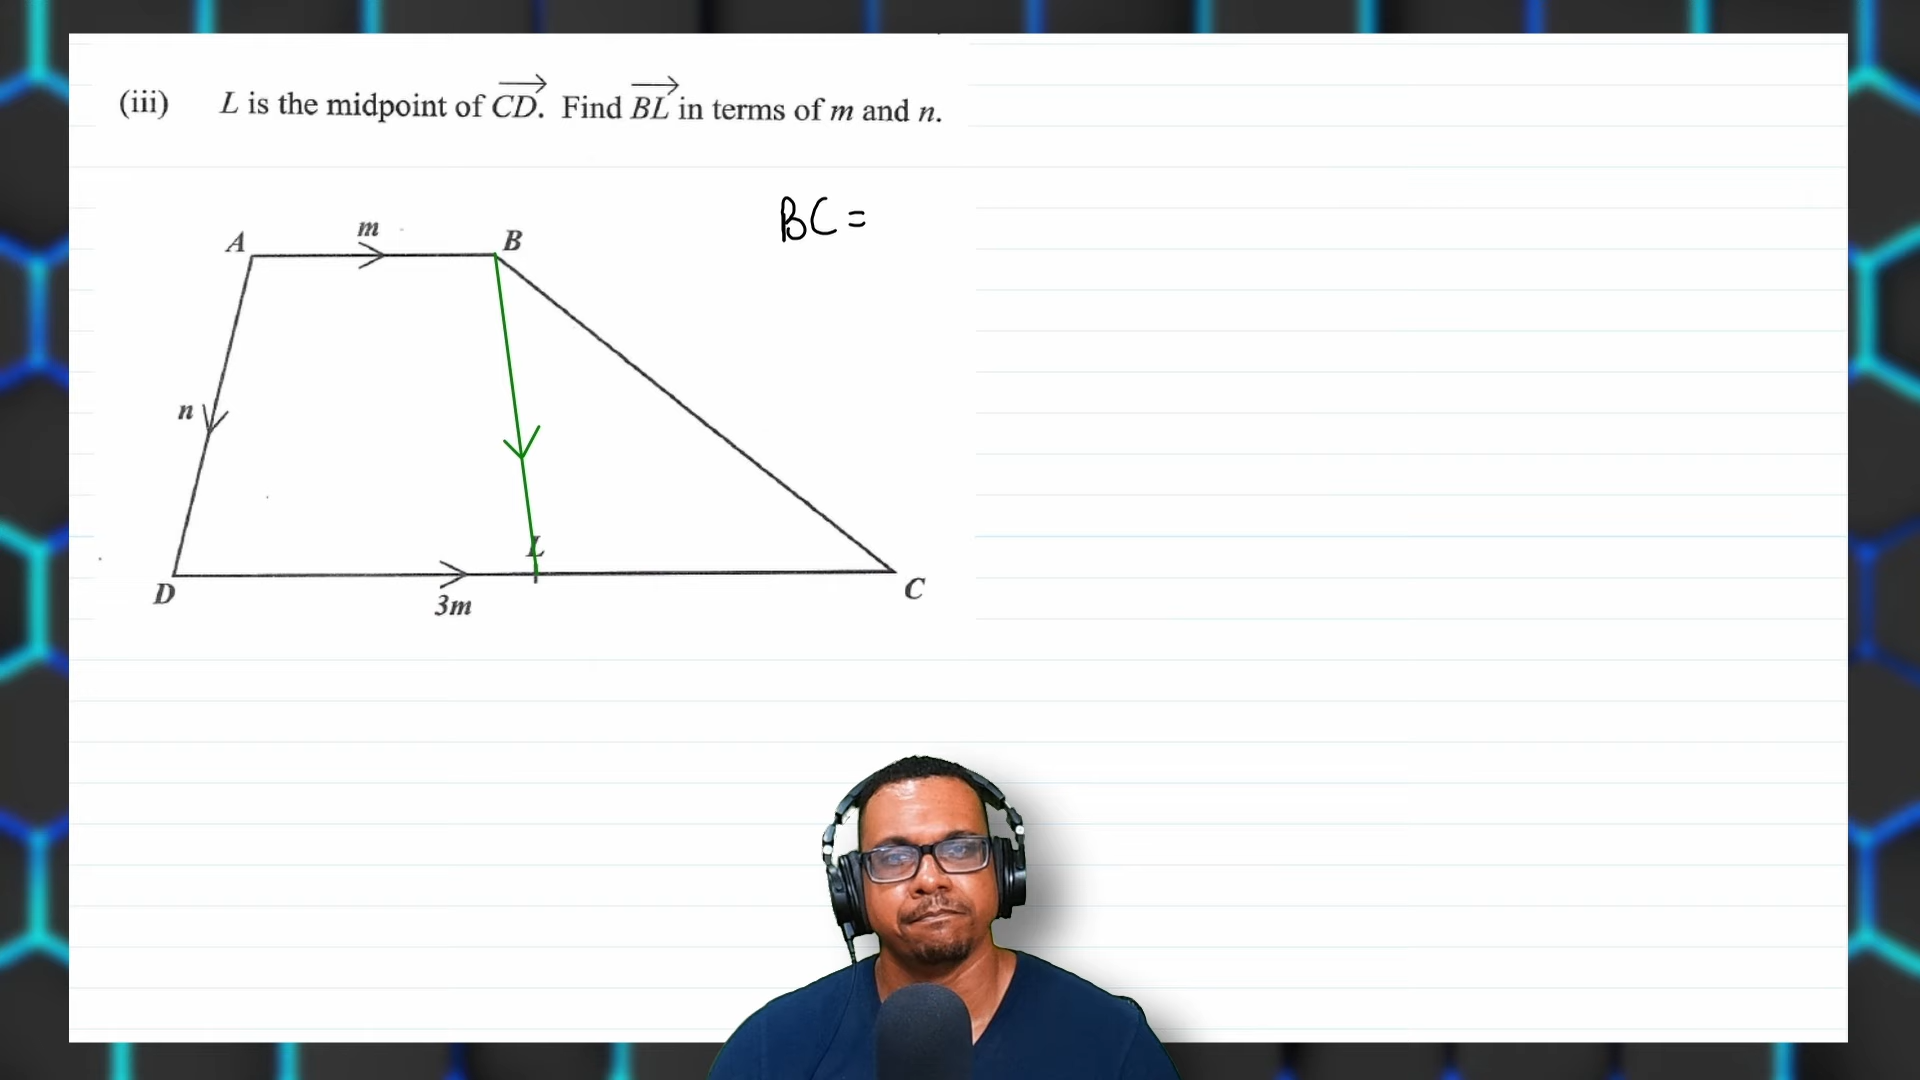 (iii) L is the midpoint of CD. Find BL in terms of m and n.
BC =
m
A
B
n
L
D
3m
C